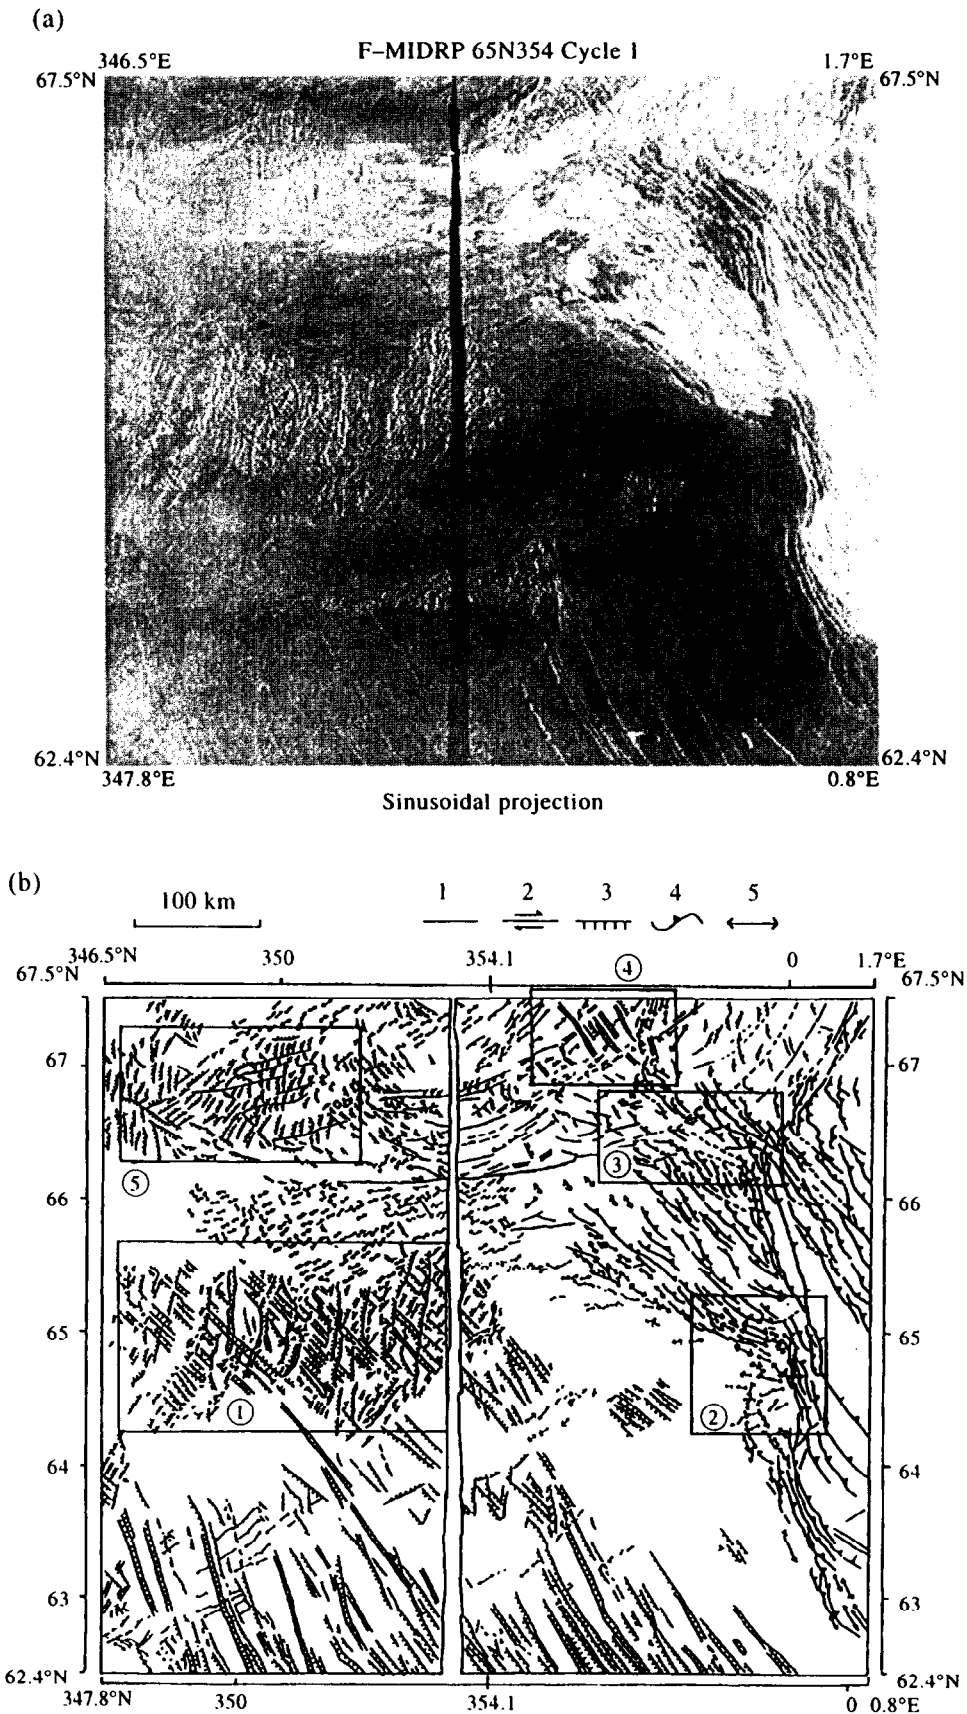 (a)
F–MIDRP 65N354 Cycle 1
346.5°E 1.7°E
67.5°N 67.5°N
62.4°N 62.4°N
347.8°E 0.8°E
Sinusoidal projection
(b)
100 km 1 2 3 4 5
346.5°N 350 354.1 ④ 0 1.7°E
67.5°N 67.5°N
67 67
③
⑤
66 66
65 65
① ②
64 64
63 63
62.4°N 62.4°N
347.8°N 350 354.1 0 0.8°E